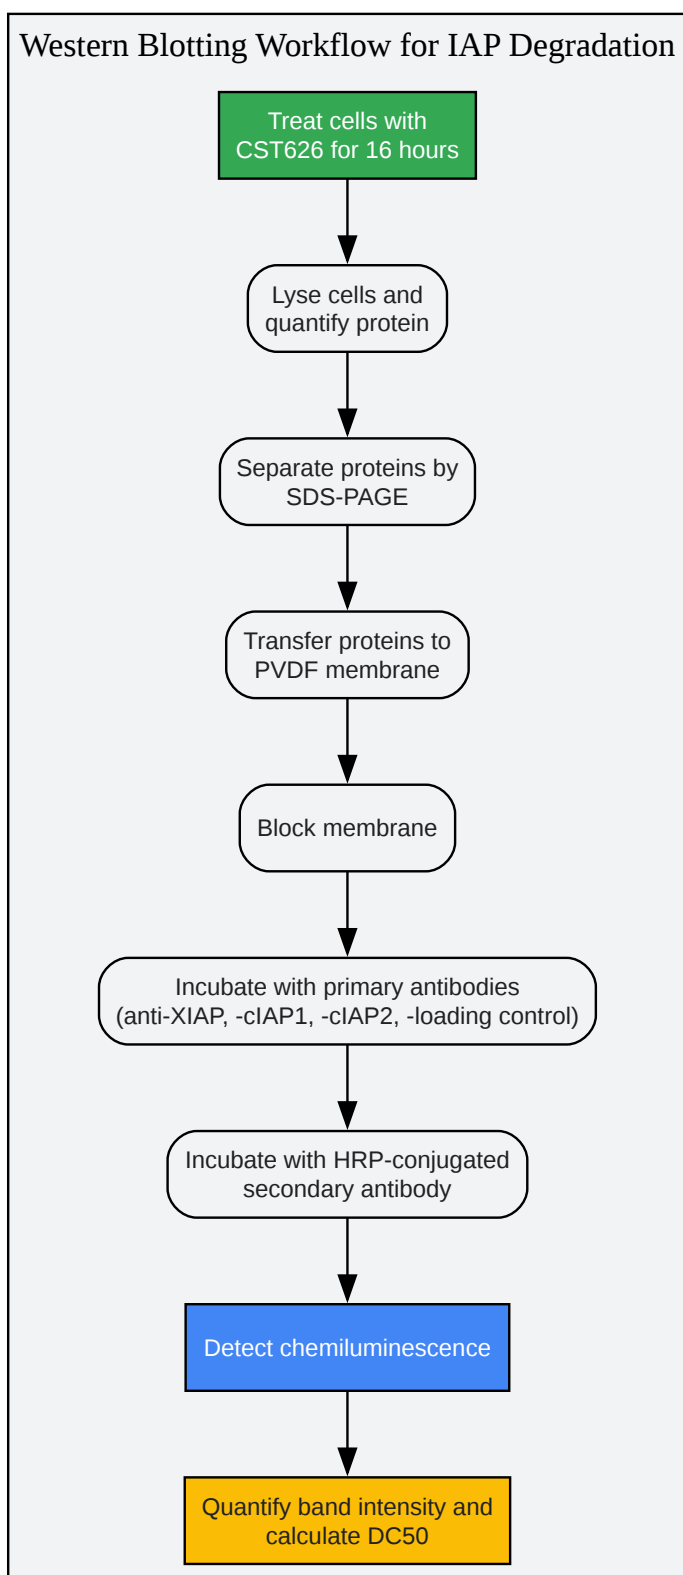 Western Blotting Workflow for IAP Degradation
Treat cells with
CST626 for 16 hours
Lyse cells and
quantify protein
Separate proteins by
SDS-PAGE
Transfer proteins to
PVDF membrane
Block membrane
Incubate with primary antibodies
(anti-XIAP, -cIAP1, -cIAP2, -loading control)
Incubate with HRP-conjugated
secondary antibody
Detect chemiluminescence
Quantify band intensity and
calculate DC50